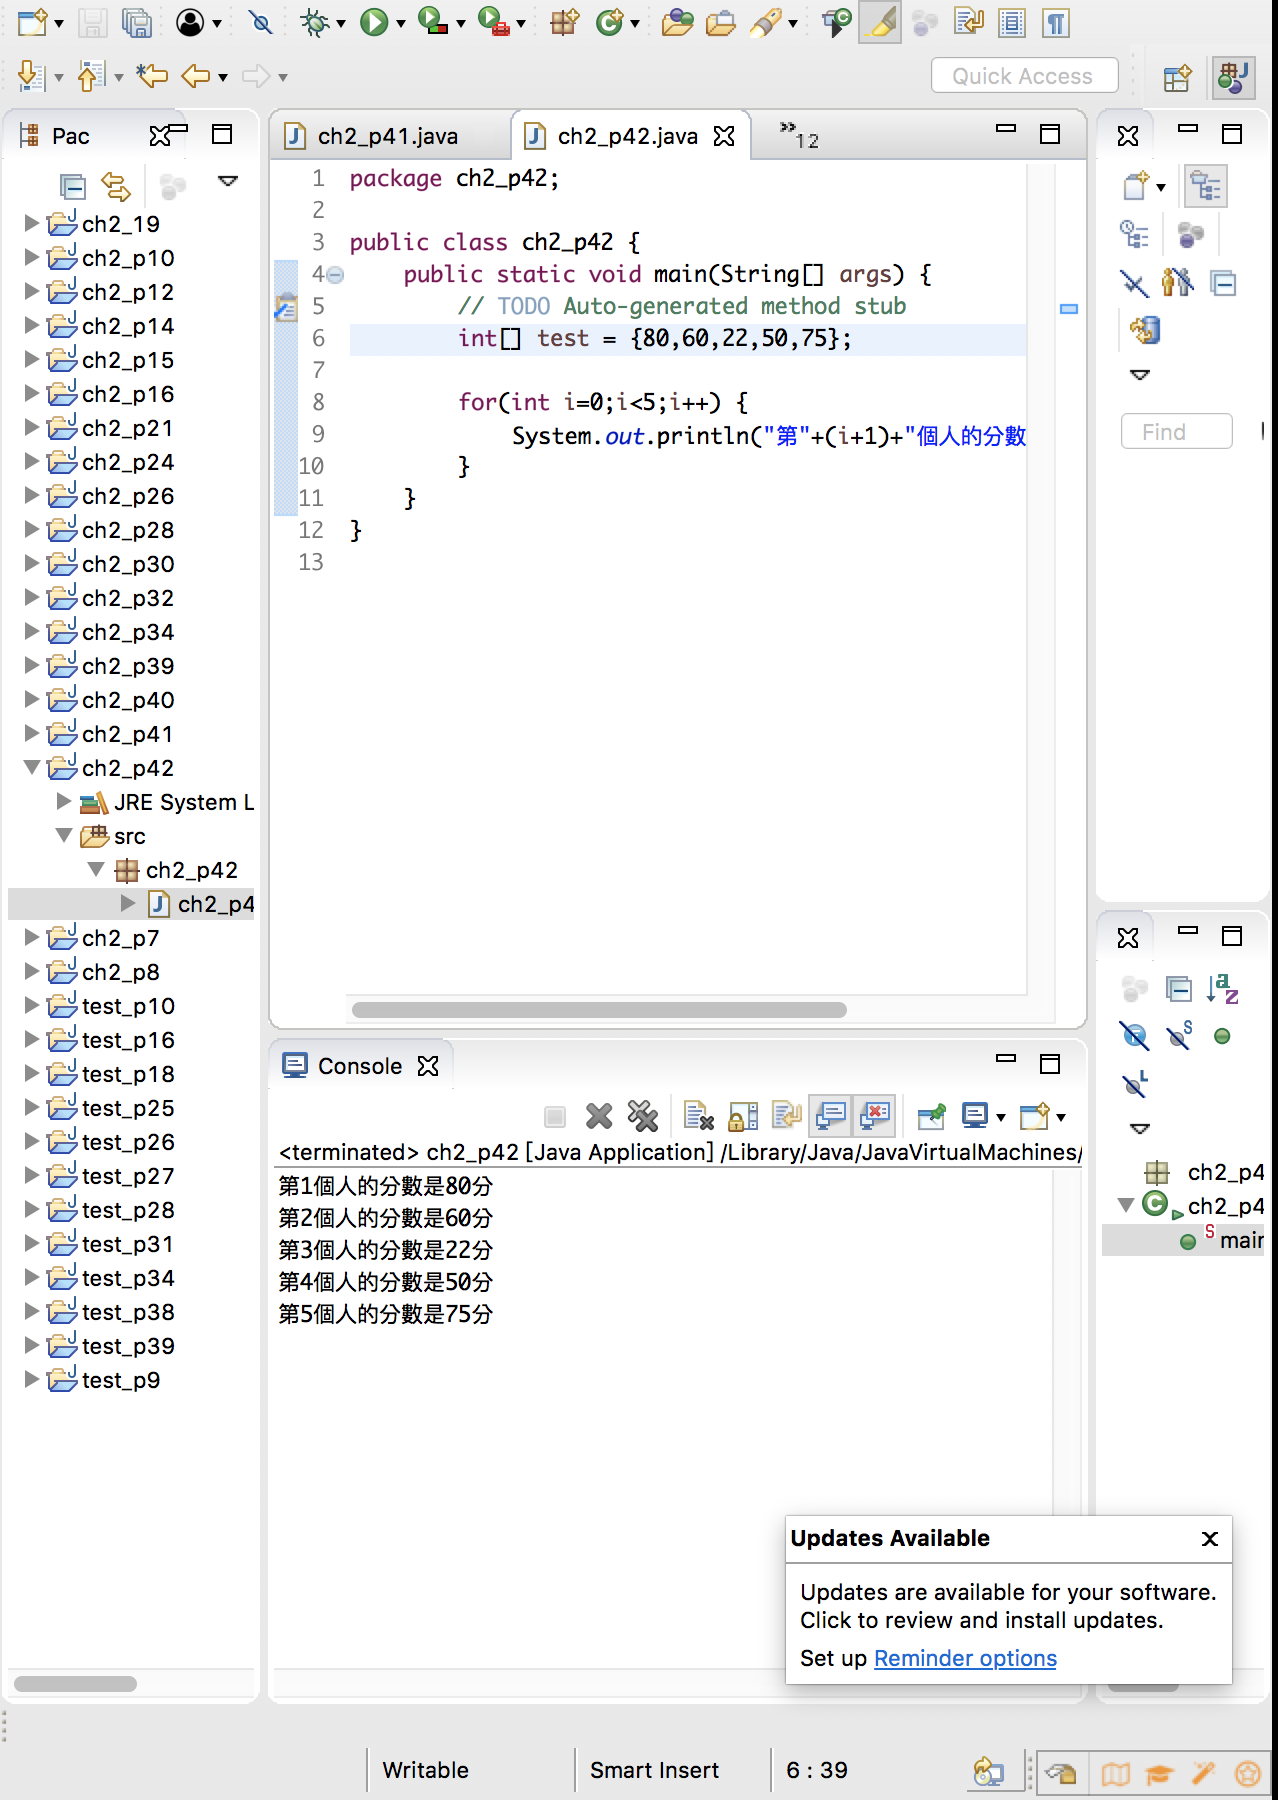 Quick Access
Pac
ch2_19
ch2_p10
ch2_p12
ch2_p14
ch2_p15
ch2_p16
ch2_p21
ch2_p24
ch2_p26
ch2_p28
ch2_p30
ch2_p32
ch2_p34
ch2_p39
ch2_p40
ch2_p41
ch2_p42
JRE System L
src
ch2_p42
ch2_p4
ch2_p7
ch2_p8
test_p10
test_p16
test_p18
test_p25
test_p26
test_p27
test_p28
test_p31
test_p34
test_p38
test_p39
test_p9
ch2_p41.java
ch2_p42.java
»12
1 package ch2_p42;
2
3 public class ch2_p42 {
4 public static void main(String[] args) {
5 // TODO Auto-generated method stub
6 int[] test = {80,60,22,50,75};
7
8 for(int i=0;i<5;i++) {
9 System.out.println("第"+(i+1)+"個人的分數
10 }
11 }
12 }
13
Console
<terminated> ch2_p42 [Java Application] /Library/Java/JavaVirtualMachines/
第1個人的分數是80分
第2個人的分數是60分
第3個人的分數是22分
第4個人的分數是50分
第5個人的分數是75分
Find
ch2_p4
ch2_p4
main
Updates Available
Updates are available for your software.
Click to review and install updates.
Set up Reminder options
Writable
Smart Insert
6 : 39